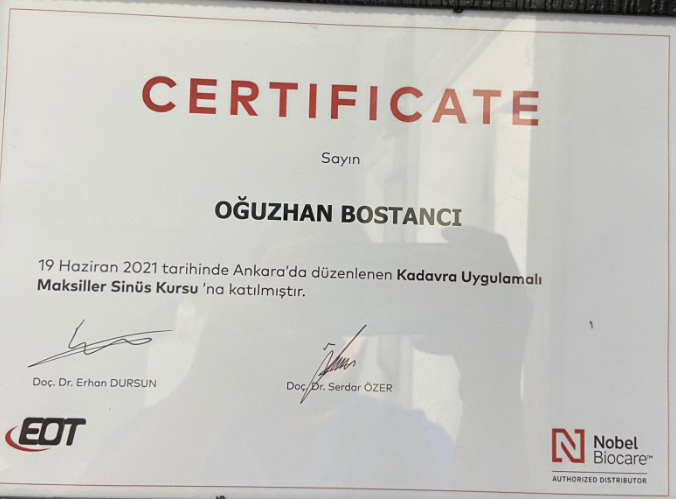 CERTIFICATE
Sayın
OĞUZHAN BOSTANCI
19 Haziran 2021 tarihinde Ankara'da düzenlenen Kadavra Uygulamalı
Maksiller Sinüs Kursu 'na katılmıştır.
Doç. Dr. Erhan DURSUN
Doç. Dr. Serdar ÖZER
EOT
Nobel
Biocare™
AUTHORIZED DISTRIBUTOR